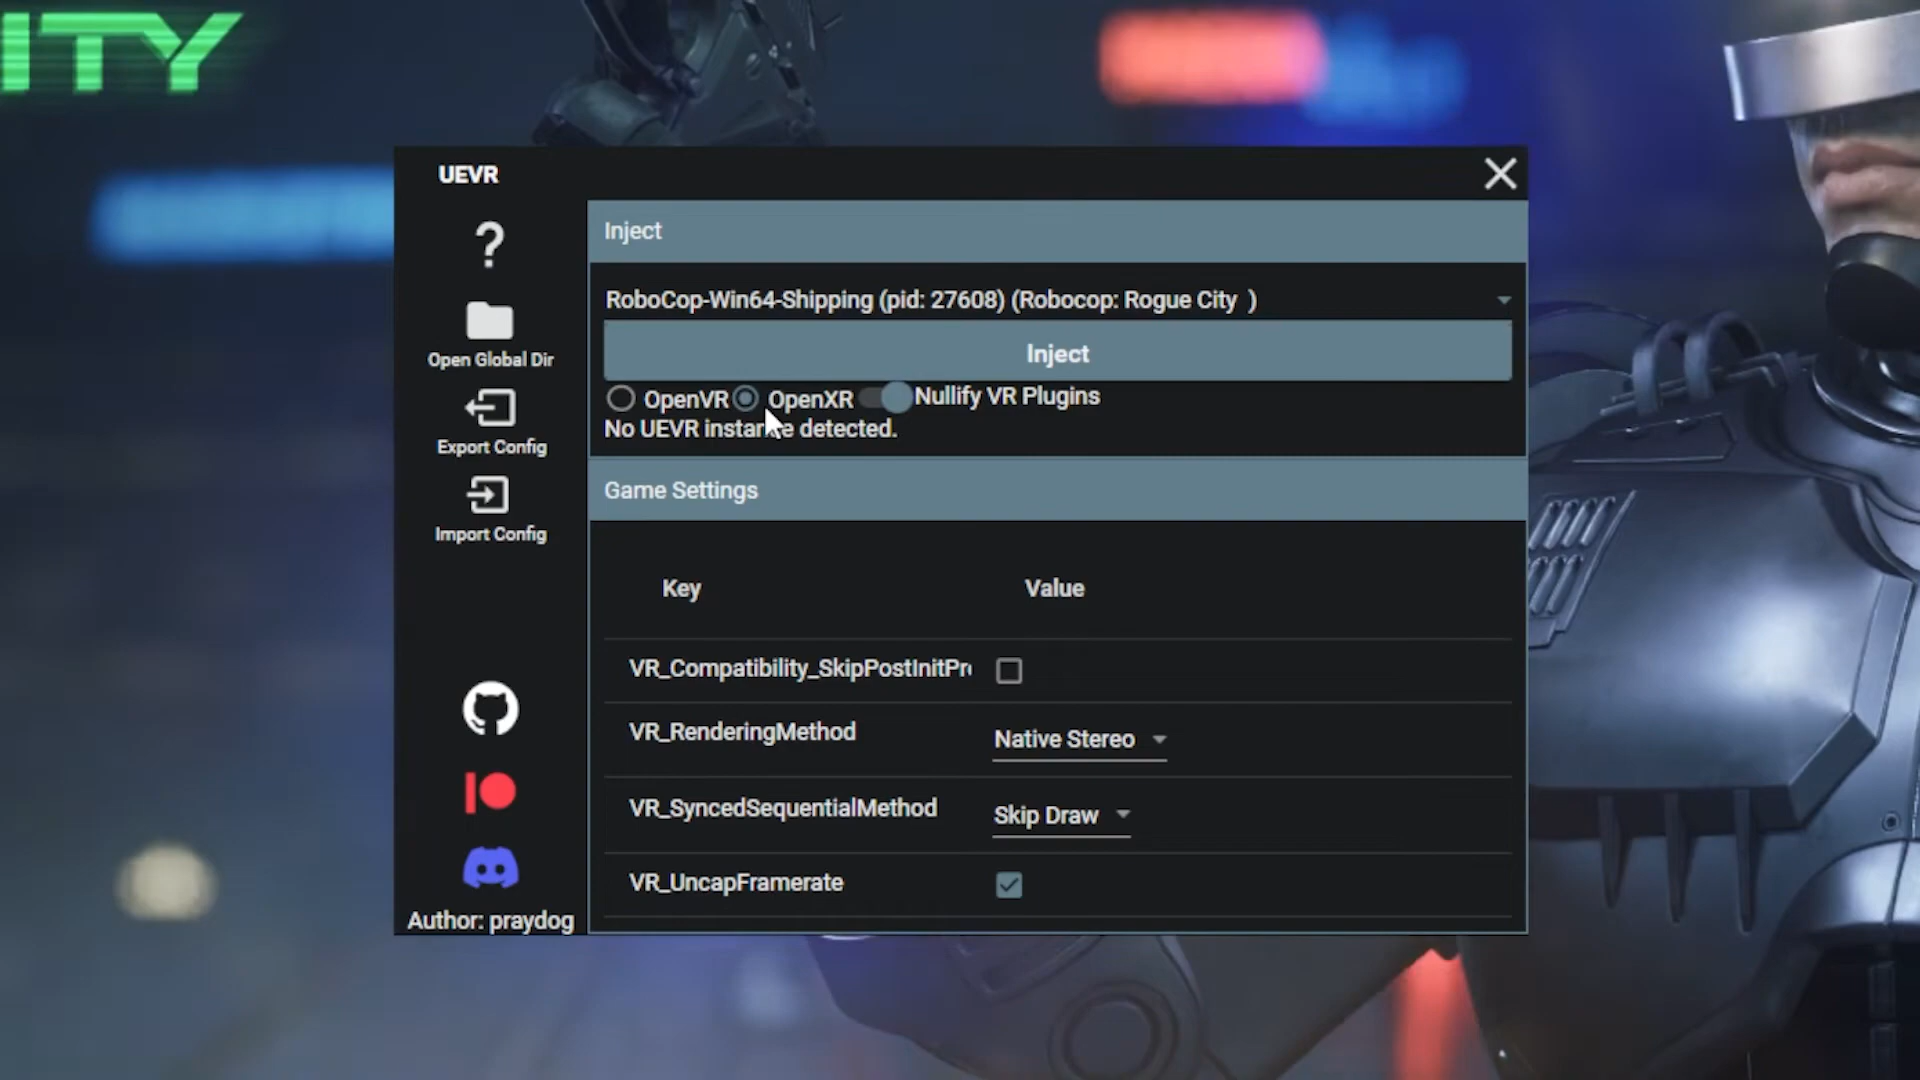 ITY
UEVR
Inject
RoboCop-Win64-Shipping (pid: 27608) (Robocop: Rogue City )
Inject
OpenVR OpenXR Nullify VR Plugins
No UEVR instance detected.
Open Global Dir
Export Config
Import Config
Game Settings
Key Value
VR_Compatibility_SkipPostInitPr
VR_RenderingMethod Native Stereo
VR_SyncedSequentialMethod Skip Draw
VR_UncapFramerate
Author: praydog